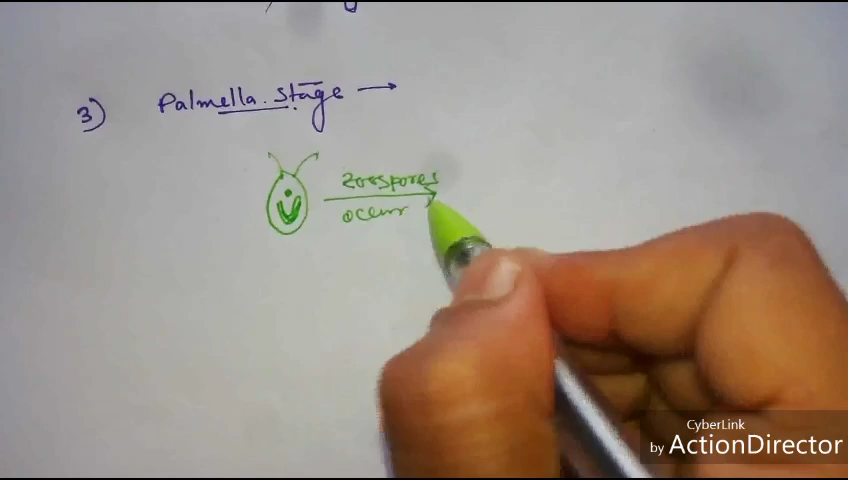 3) Palmella. Stage →
Zoospores
occur
CyberLink
by ActionDirector